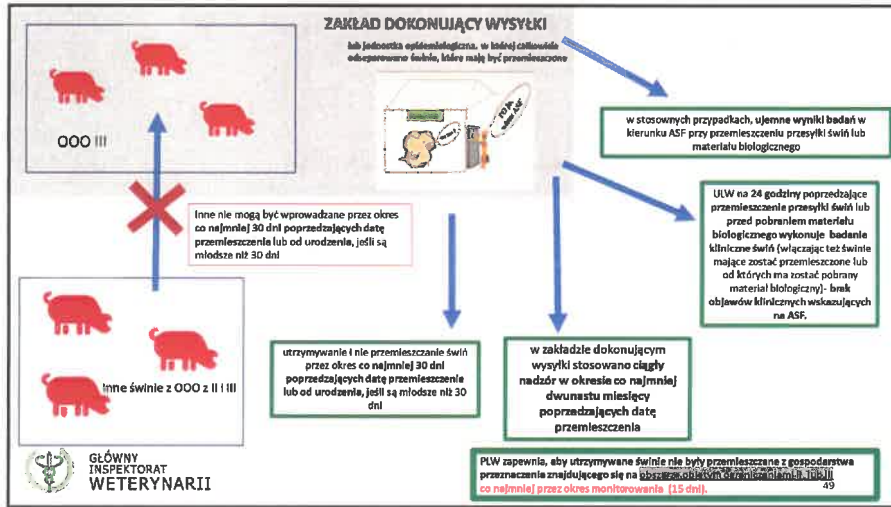 ZAKŁAD DOKONUJĄCY WYSYŁKI
lub jednostka epidemiologiczna, w której całkowicie
odseparowano świnie, które mają być przemieszczone
OOO III
w stosownych przypadkach, ujemne wyniki badań w
kierunku ASF przy przemieszczeniu przesyłki świń lub
materiału biologicznego
Inne nie mogą być wprowadzane przez okres
co najmniej 30 dni poprzedzających datę
przemieszczenia lub od urodzenia, jeśli są
młodsze niż 30 dni
ULW na 24 godziny poprzedzające
przemieszczenie przesyłki świń lub
przed pobraniem materiału
biologicznego wykonuje badanie
kliniczne świń (włączając też świnie
mające zostać przemieszczone lub
od których ma zostać pobrany
materiał biologiczny)- brak
objawów klinicznych wskazujących
na ASF.
Inne świnie z OOO z II i III
utrzymywanie i nie przemieszczanie świń
przez okres co najmniej 30 dni
poprzedzających datę przemieszczenia
lub od urodzenia, jeśli są młodsze niż 30
dni
w zakładzie dokonującym
wysyłki stosowano ciągły
nadzór w okresie co najmniej
dwunastu miesięcy
poprzedzających datę
przemieszczenia
GŁÓWNY
INSPEKTORAT
WETERYNARII
PLW zapewnia, aby utrzymywane świnie nie były przemieszczane z gospodarstwa
przeznaczenia znajdującego się na obszarze objętym ograniczeniami II, lub III
co najmniej przez okres monitorowania (15 dni).
49